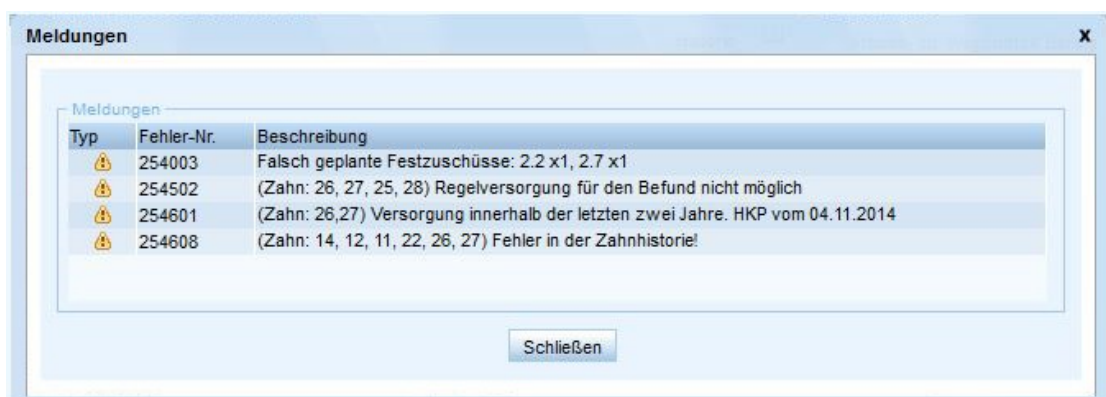 Meldungen x
Meldungen
Typ Fehler-Nr. Beschreibung
254003 Falsch geplante Festzuschüsse: 2.2 x1, 2.7 x1
254502 (Zahn: 26, 27, 25, 28) Regelversorgung für den Befund nicht möglich
254601 (Zahn: 26,27) Versorgung innerhalb der letzten zwei Jahre. HKP vom 04.11.2014
254608 (Zahn: 14, 12, 11, 22, 26, 27) Fehler in der Zahnhistorie!
Schließen